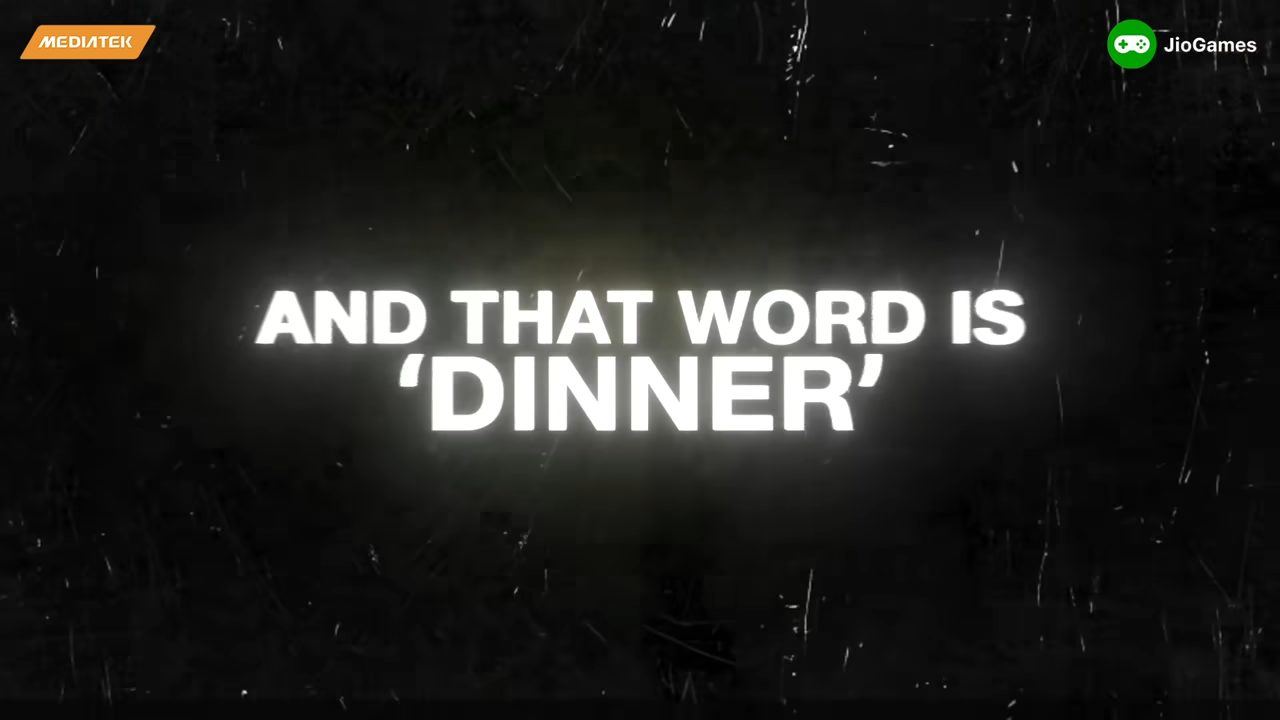 MEDIATEK
JioGames
AND THAT WORD IS
‘DINNER’